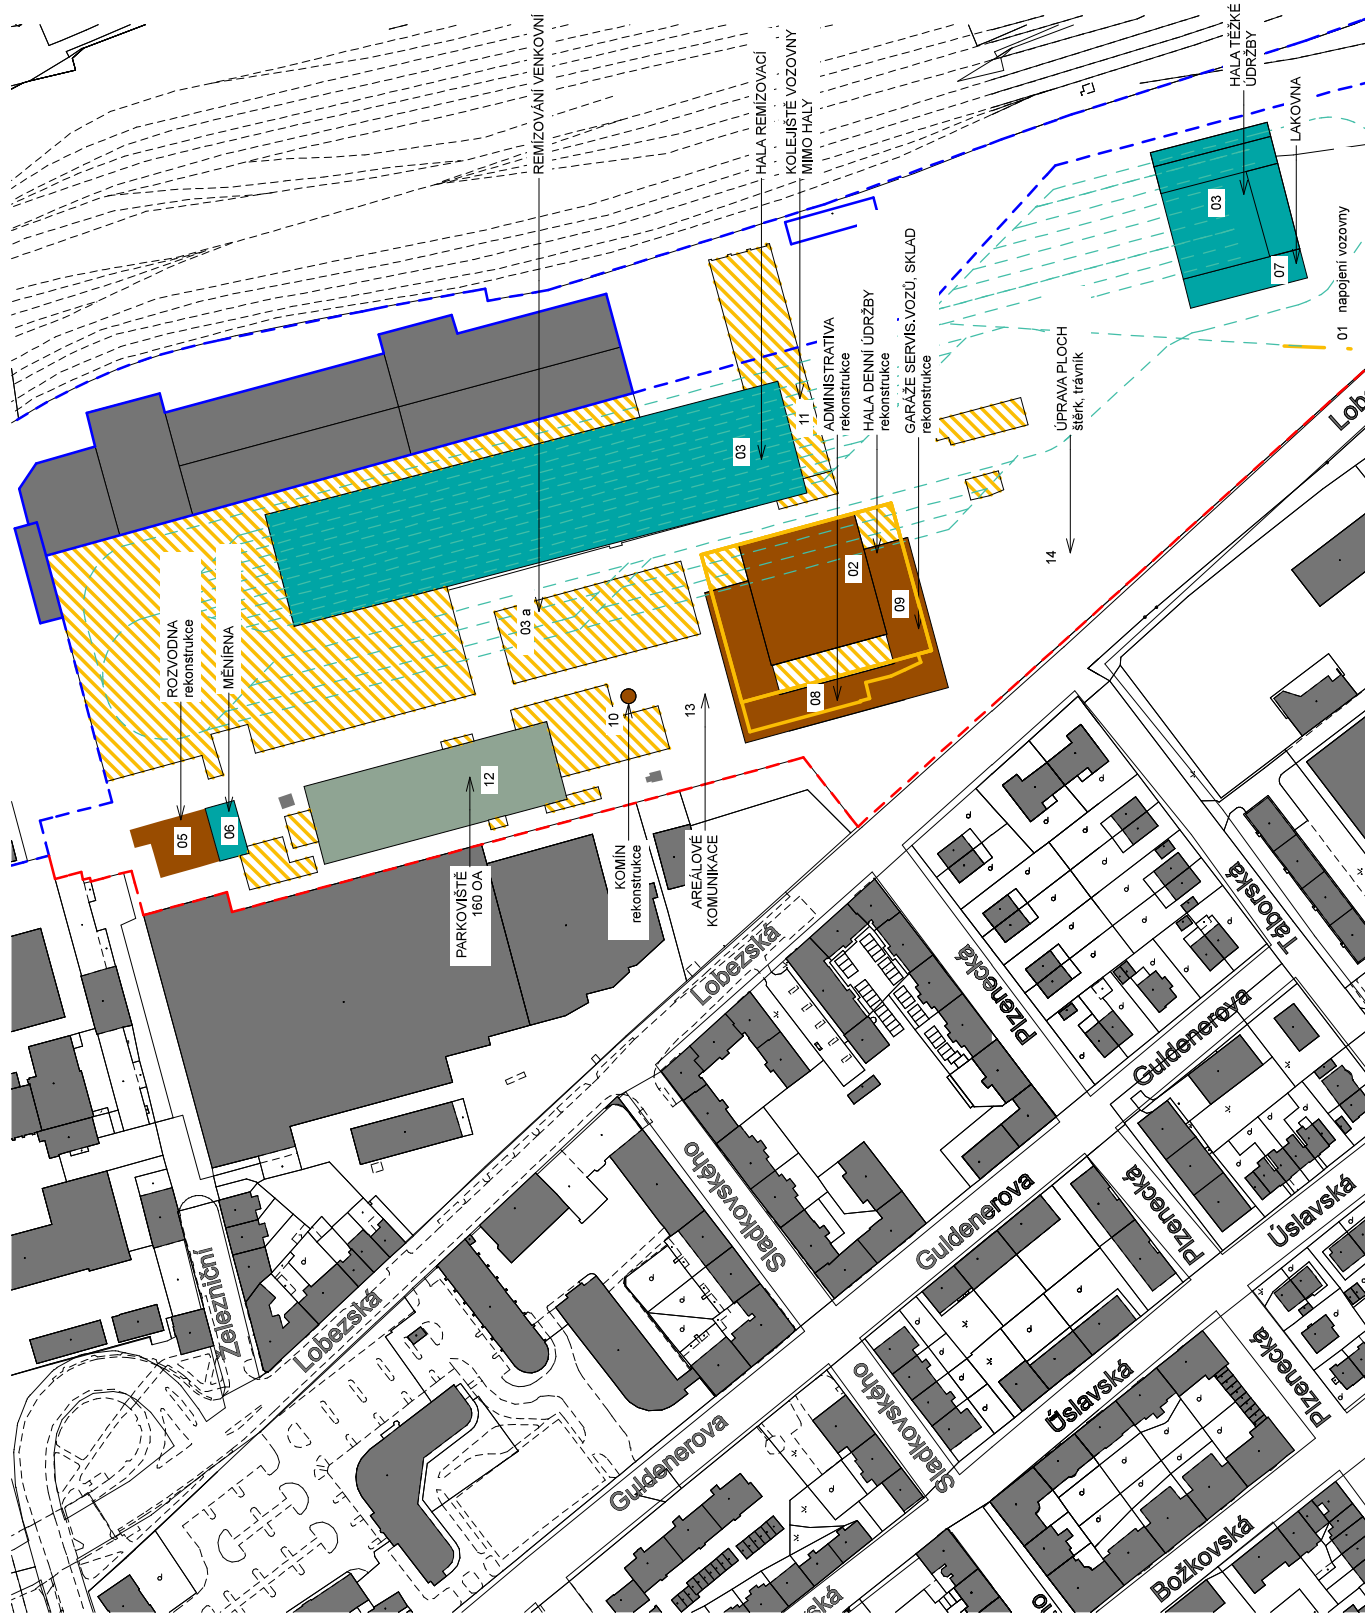 REMÍZOVÁNÍ VENKOVNÍ
HALA REMÍZOVACÍ
KOLEJIŠTĚ VOZOVNY
MIMO HALY
HALA TĚŽKÉ
ÚDRŽBY
LAKOVNA
03
07
01 napojení vozovny
ADMINISTRATIVA
rekonstrukce
HALA DENNÍ ÚDRŽBY
rekonstrukce
GARÁŽE SERVIS.VOZŮ, SKLAD
rekonstrukce
ÚPRAVA PLOCH
štěrk, trávník
11
03
03 a
02
09
08
14
ROZVODNA
rekonstrukce
MĚNÍRNA
05
06
10
13
12
PARKOVIŠTĚ
160 OA
KOMÍN
rekonstrukce
AREÁLOVÉ
KOMUNIKACE
Lob
Lobezská
Plzenecká
Táborská
Guldenerova
Sladkovského
Guldenerova
Plzenecká
Úslavská
Železniční
Lobezská
Guldenerova
Sladkovského
Úslavská
Plzenecká
Božkovská